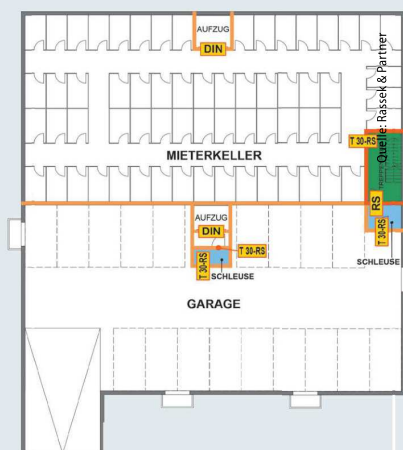 AUFZUG
DIN
Quelle: Rassek & Partner
T 30-RS
MIETERKELLER
RS
T 30-RS
SCHLEUSE
AUFZUG
DIN
T 30-RS
T 30-RS
SCHLEUSE
GARAGE